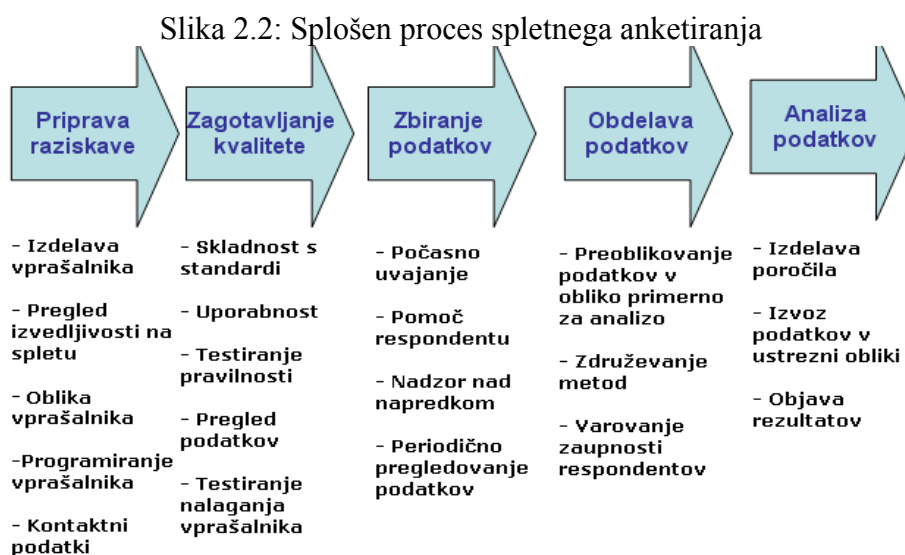 Slika 2.2: Splošen proces spletnega anketiranja
Priprava
raziskave
- Izdelava
vprašalnika
- Pregled
izvedljivosti na
spletu
- Oblika
vprašalnika
-Programiranje
vprašalnika
- Kontaktni
podatki
Zagotavljanje
kvalitete
- Skladnost s
standardi
- Uporabnost
- Testiranje
pravilnosti
- Pregled
podatkov
- Testiranje
nalaganja
vprašalnika
Zbiranje
podatkov
- Počasno
uvajanje
- Pomoč
respondentu
- Nadzor nad
napredkom
- Periodično
pregledovanje
podatkov
Obdelava
podatkov
- Preoblikovanje
podatkov v
obliko primerno
za analizo
- Združevanje
metod
- Varovanje
zaupnosti
respondentov
Analiza
podatkov
- Izdelava
poročila
- Izvoz
podatkov v
ustrezni obliki
- Objava
rezultatov